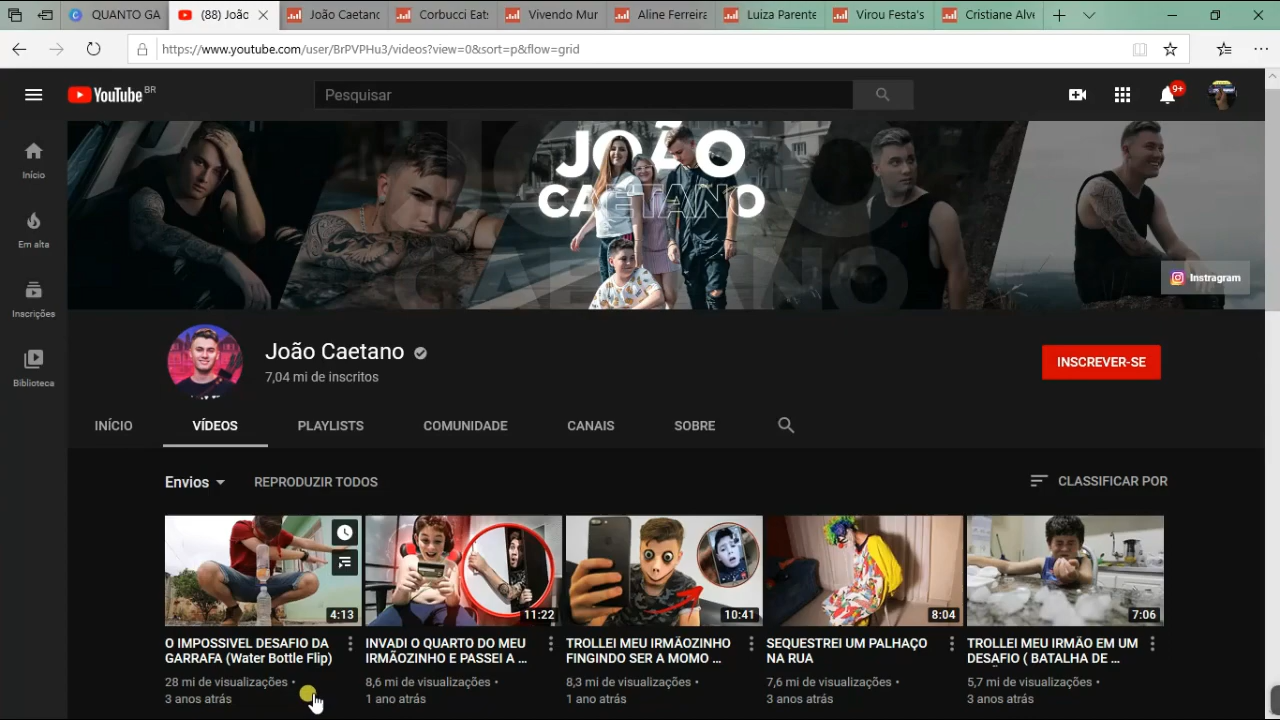 QUANTO GA
(88) Joãc
João Caetanc
Corbucci Eats
Vivendo Mur
Aline Ferreira
Luiza Parente
Virou Festa's
Cristiane Alve
https://www.youtube.com/user/BrPVPHu3/videos?view=0&sort=p&flow=grid
YouTube BR
Pesquisar
9+
Início
Em alta
Inscrições
Biblioteca
JOÃO
CAETANO
Instragram
João Caetano
7,04 mi de inscritos
INSCREVER-SE
INÍCIO
VÍDEOS
PLAYLISTS
COMUNIDADE
CANAIS
SOBRE
Envios
REPRODUZIR TODOS
CLASSIFICAR POR
4:13
11:22
10:41
8:04
7:06
O IMPOSSIVEL DESAFIO DA
GARRAFA (Water Bottle Flip)
28 mi de visualizações •
3 anos atrás
INVADI O QUARTO DO MEU
IRMÃOZINHO E PASSEI A ...
8,6 mi de visualizações •
1 ano atrás
TROLLEI MEU IRMÃOZINHO
FINGINDO SER A MOMO ...
8,3 mi de visualizações •
1 ano atrás
SEQUESTREI UM PALHAÇO
NA RUA
7,6 mi de visualizações •
3 anos atrás
TROLLEI MEU IRMÃO EM UM
DESAFIO ( BATALHA DE ...
5,7 mi de visualizações •
3 anos atrás